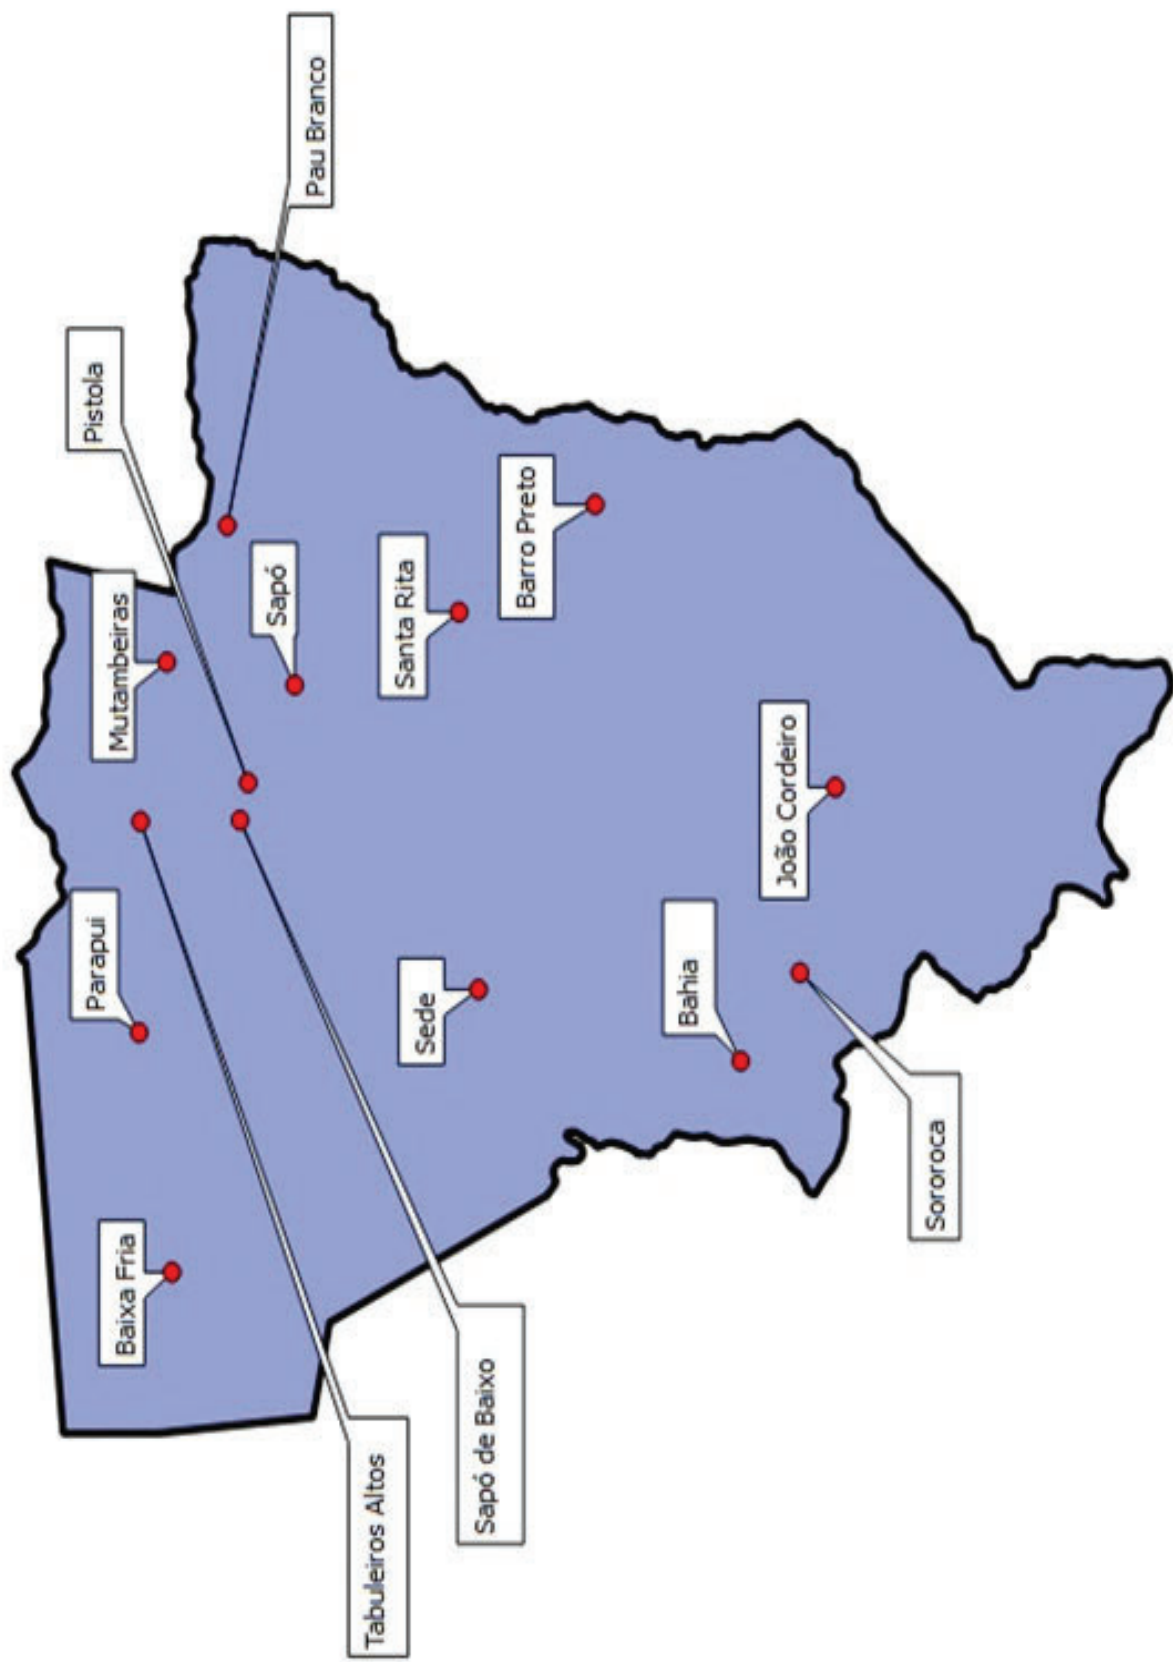 Pau Branco
Pistola
Mutambeiras
Sapó
Santa Rita
Barro Preto
Parapui
Sede
João Cordeiro
Bahia
Baixa Fria
Sororoca
Tabuleiros Altos
Sapó de Baixo